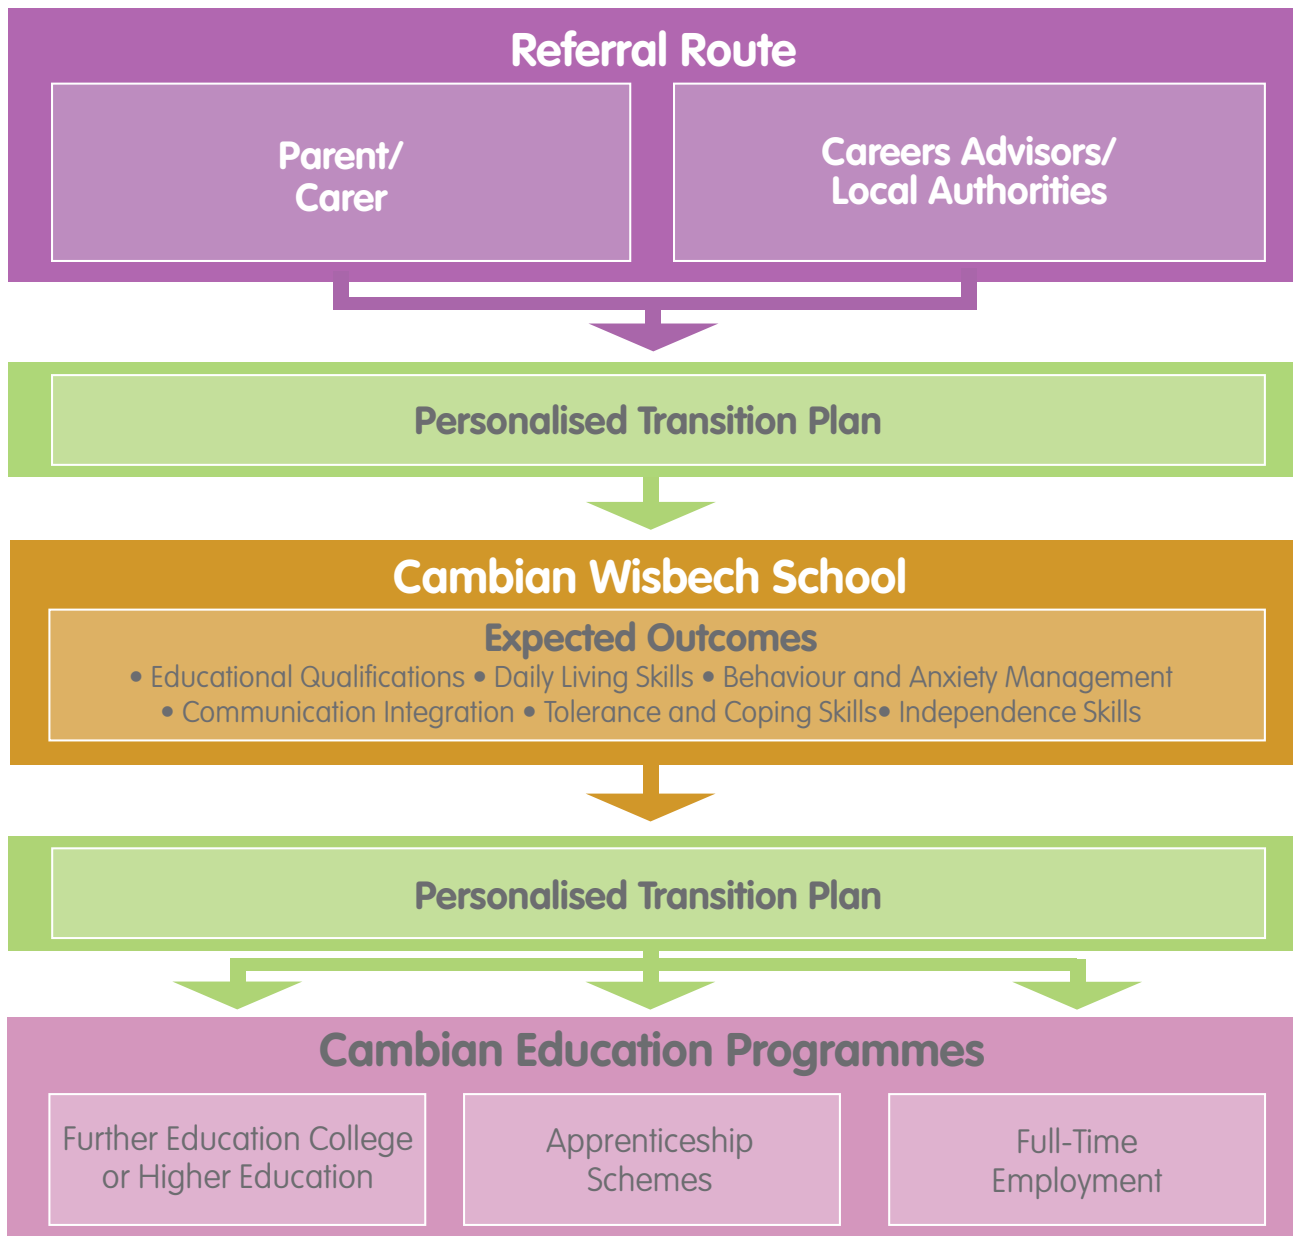 Referral Route
Parent/
Carer
Careers Advisors/
Local Authorities
Personalised Transition Plan
Cambian Wisbech School
Expected Outcomes
• Educational Qualifications • Daily Living Skills • Behaviour and Anxiety Management
• Communication Integration • Tolerance and Coping Skills• Independence Skills
Personalised Transition Plan
Cambian Education Programmes
Further Education College
or Higher Education
Apprenticeship
Schemes
Full-Time
Employment